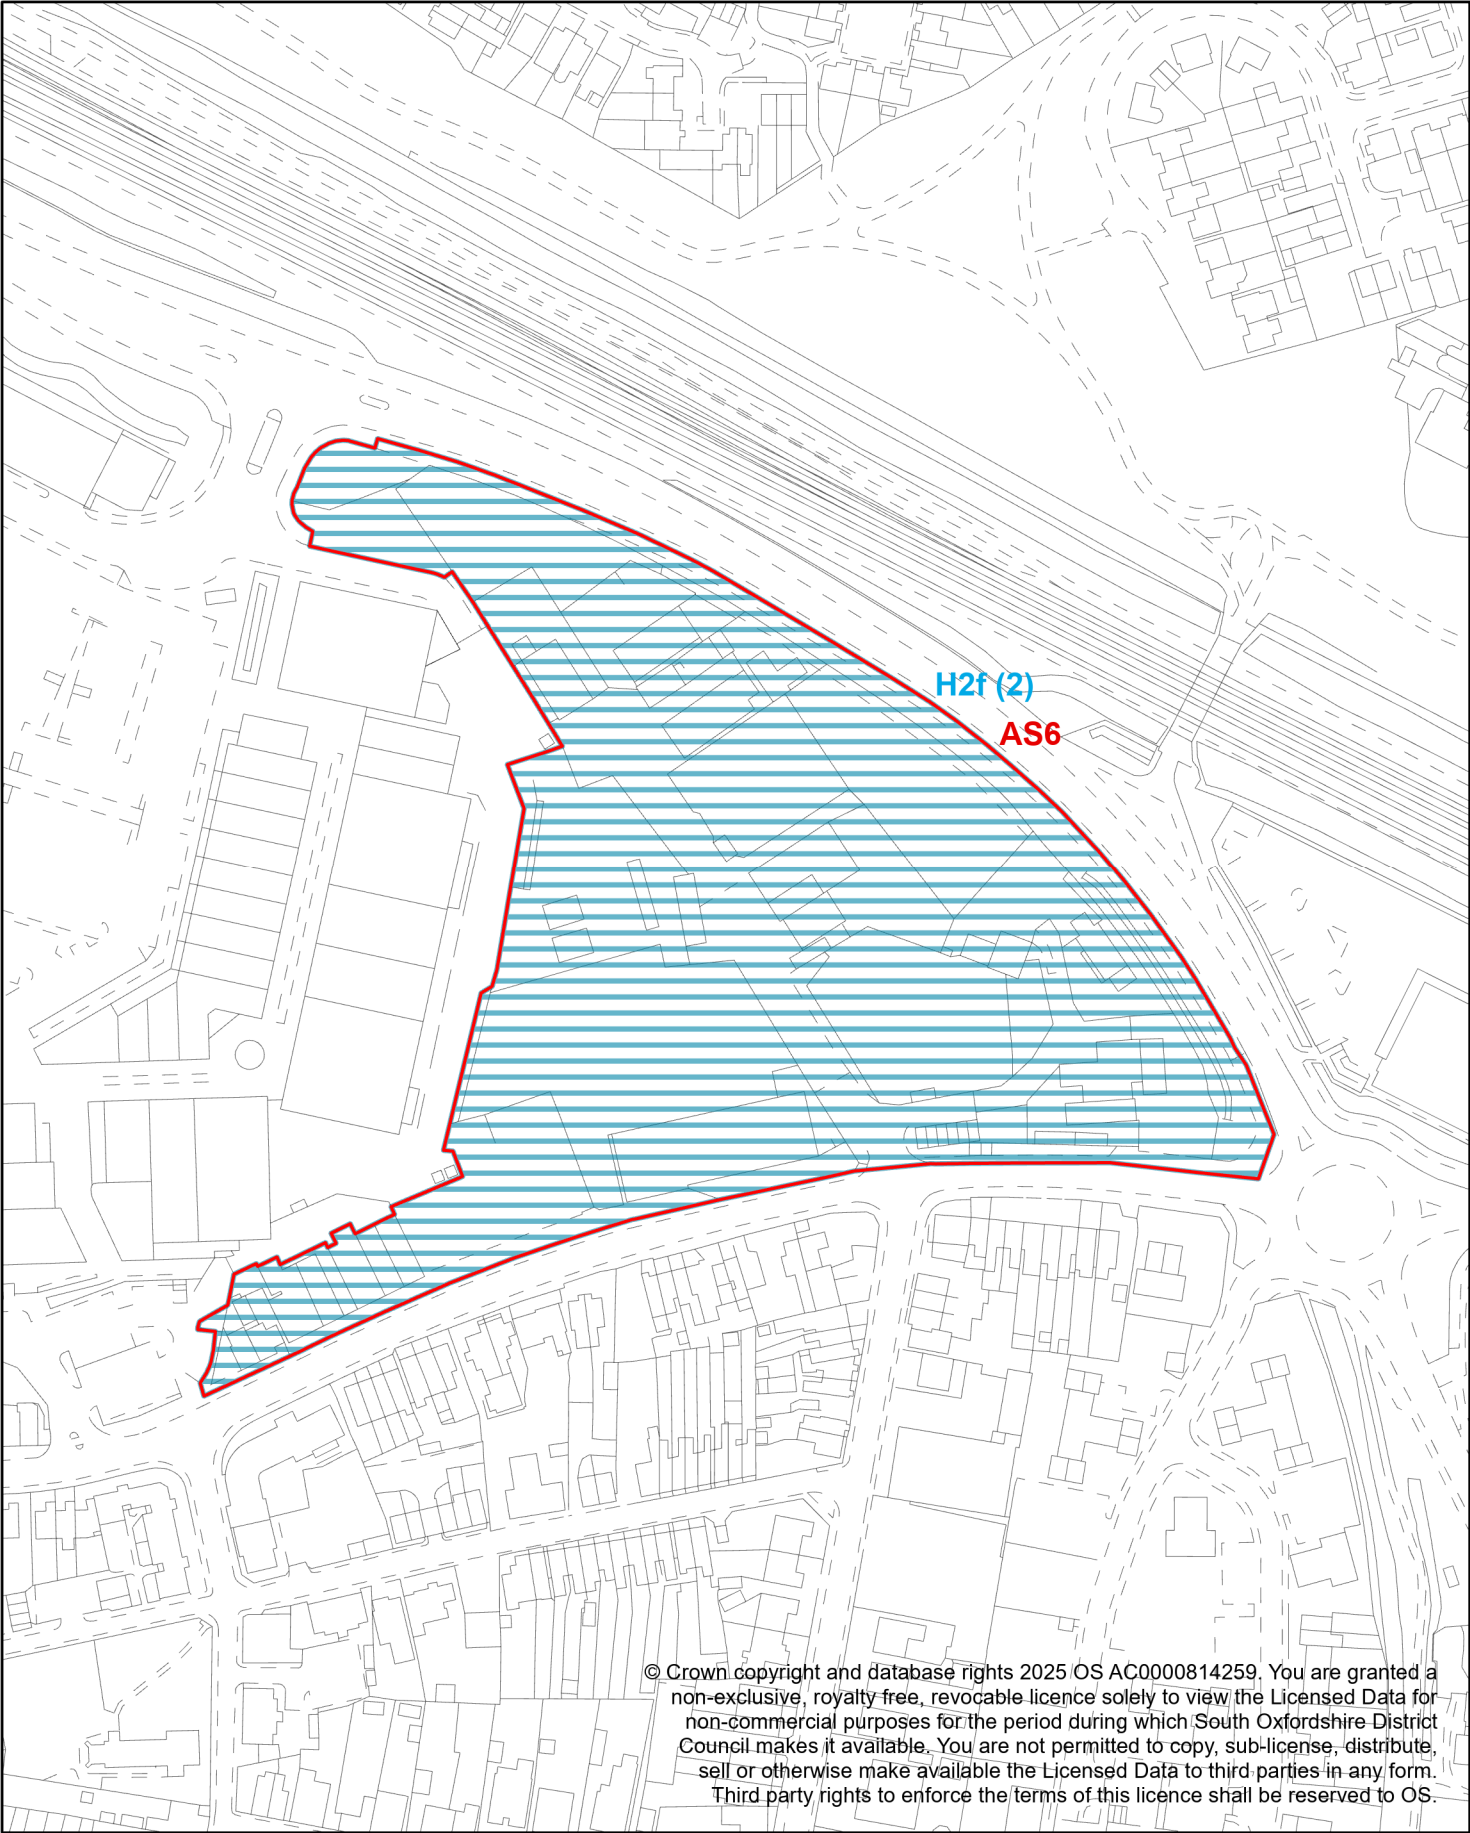 H2f (2)
AS6
© Crown copyright and database rights 2025 OS AC0000814259. You are granted a
non-exclusive, royalty free, revocable licence solely to view the Licensed Data for
non-commercial purposes for the period during which South Oxfordshire District
Council makes it available. You are not permitted to copy, sub-license, distribute,
sell or otherwise make available the Licensed Data to third parties in any form.
Third party rights to enforce the terms of this licence shall be reserved to OS.